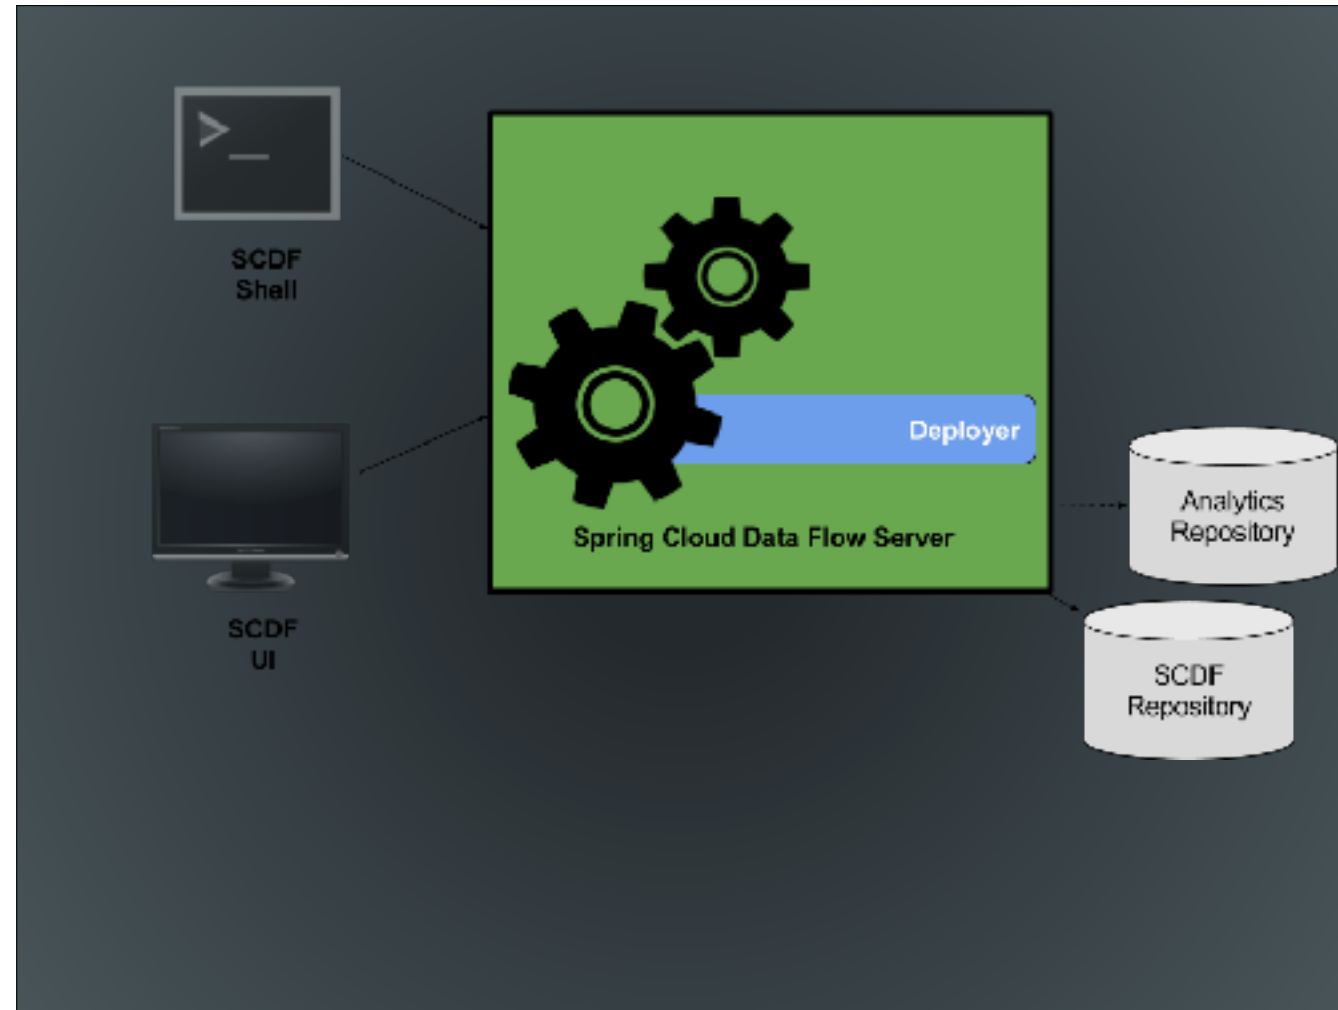 >_
SCDF
Shell
Deployer
Spring Cloud Data Flow Server
SCDF
UI
Analytics
Repository
SCDF
Repository